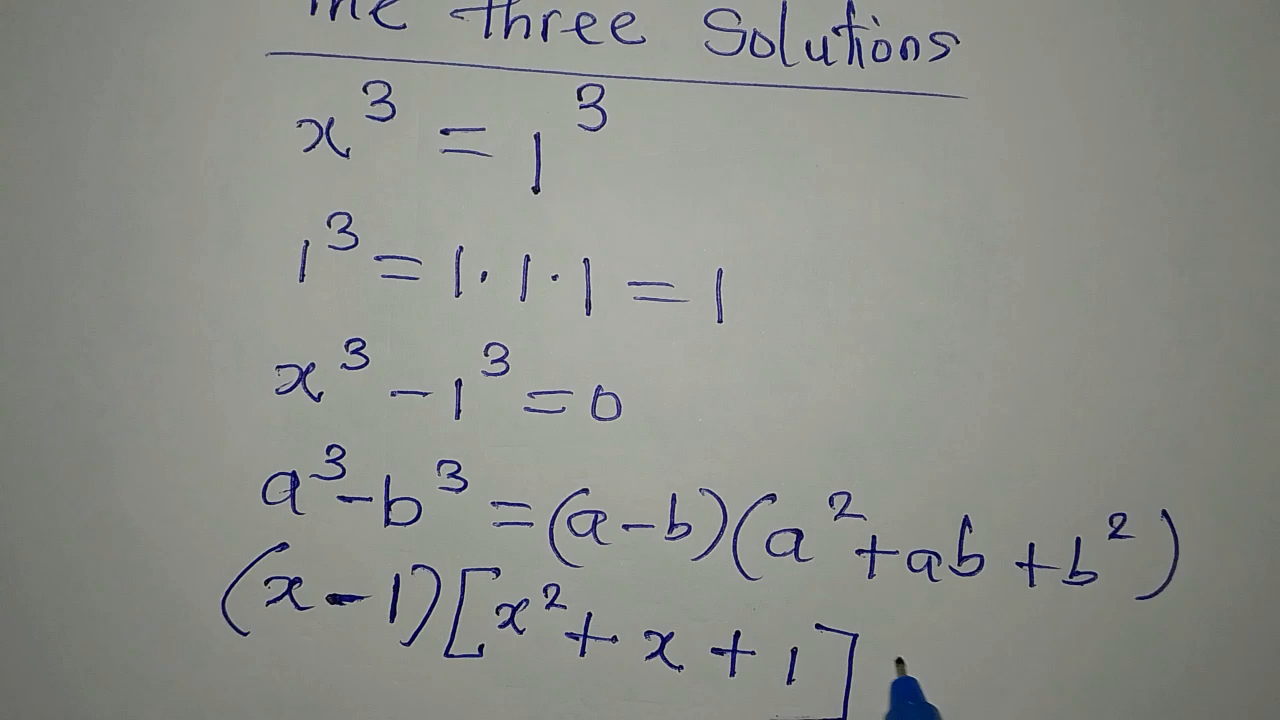 The three Solutions
x³ = 1³
1³ = 1·1·1 = 1
x³ - 1³ = 0
a³ - b³ = (a - b)(a² + ab + b²)
(x - 1)[x² + x + 1]